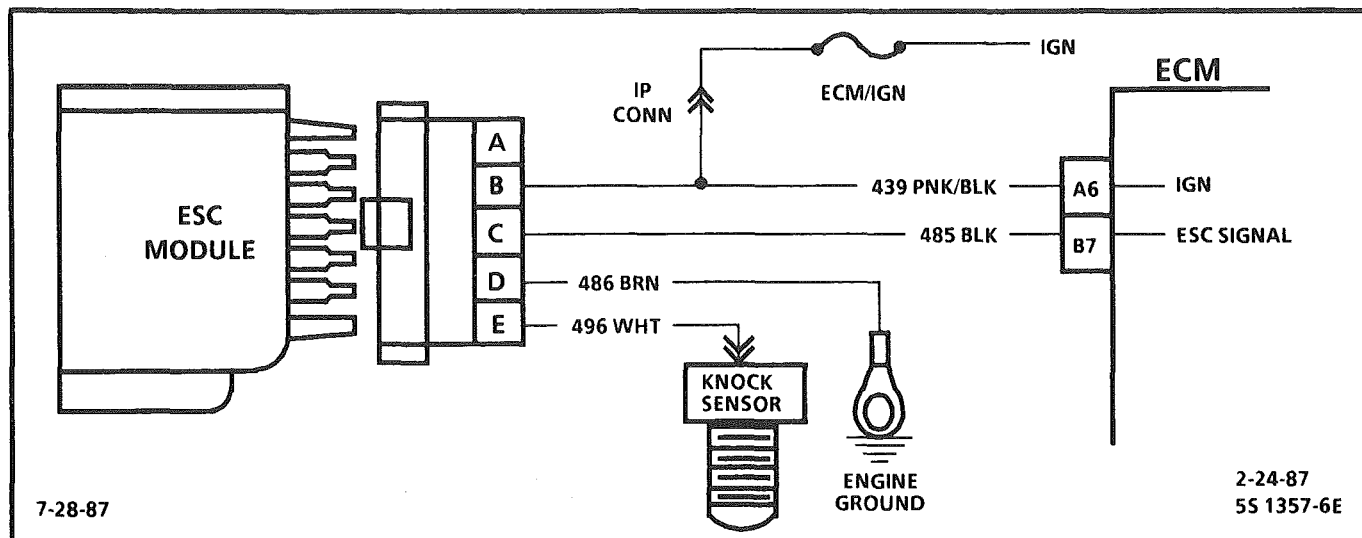 IGN
ECM/IGN
IP
CONN
ECM
ESC
MODULE
A
B
C
D
E
439 PNK/BLK
A6
IGN
485 BLK
B7
ESC SIGNAL
486 BRN
496 WHT
KNOCK
SENSOR
ENGINE
GROUND
7-28-87
2-24-87
5S 1357-6E